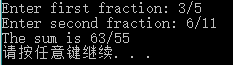 Enter first fraction: 3/5
Enter second fraction: 6/11
The sum is 63/55
请按任意键继续. . .